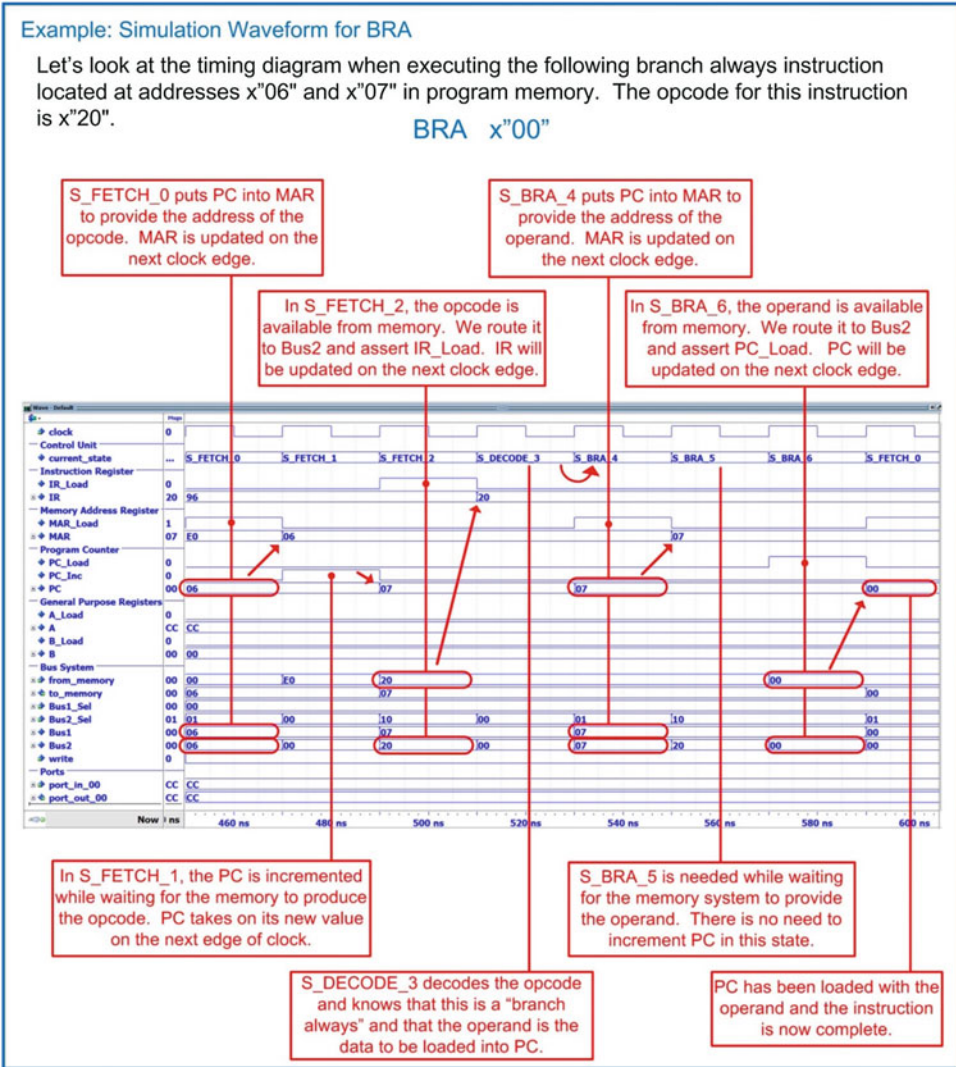 Example: Simulation Waveform for BRA
Let's look at the timing diagram when executing the following branch always instruction
located at addresses x"06" and x"07" in program memory. The opcode for this instruction
is x"20".
BRA x"00"
S_FETCH_0 puts PC into MAR
to provide the address of the
opcode. MAR is updated on the
next clock edge.
S_BRA_4 puts PC into MAR to
provide the address of the
operand. MAR is updated on
the next clock edge.
In S_FETCH_2, the opcode is
available from memory. We route it
to Bus2 and assert IR_Load. IR will
be updated on the next clock edge.
In S_BRA_6, the operand is available
from memory. We route it to Bus2
and assert PC_Load. PC will be
updated on the next clock edge.
Wave - Default
Msgs
clock 0
Control Unit
current_state ... S_FETCH_0 S_FETCH_1 S_FETCH_2 S_DECODE_3 S_BRA_4 S_BRA_5 S_BRA_6 S_FETCH_0
Instruction Register
IR_Load 0
IR 20 96 20
Memory Address Register
MAR_Load 1
MAR 07 E0 06 07
Program Counter
PC_Load 0
PC_Inc 0
PC 00 06 07 07 00
General Purpose Registers
A_Load 0
A CC CC
B_Load 0
B 00 00
Bus System
from_memory 00 00 E0 20 00
to_memory 00 06 07 00
Bus1_Sel 00 00
Bus2_Sel 01 01 00 10 00 01 10 01
Bus1 00 06 07 07 00
Bus2 00 06 00 20 00 07 20 00 00
write 0
Ports
port_in_00 CC CC
port_out_00 CC CC
Now ns 460 ns 480 ns 500 ns 520 ns 540 ns 560 ns 580 ns 600 ns
In S_FETCH_1, the PC is incremented
while waiting for the memory to produce
the opcode. PC takes on its new value
on the next edge of clock.
S_BRA_5 is needed while waiting
for the memory system to provide
the operand. There is no need to
increment PC in this state.
S_DECODE_3 decodes the opcode
and knows that this is a "branch
always" and that the operand is the
data to be loaded into PC.
PC has been loaded with the
operand and the instruction
is now complete.